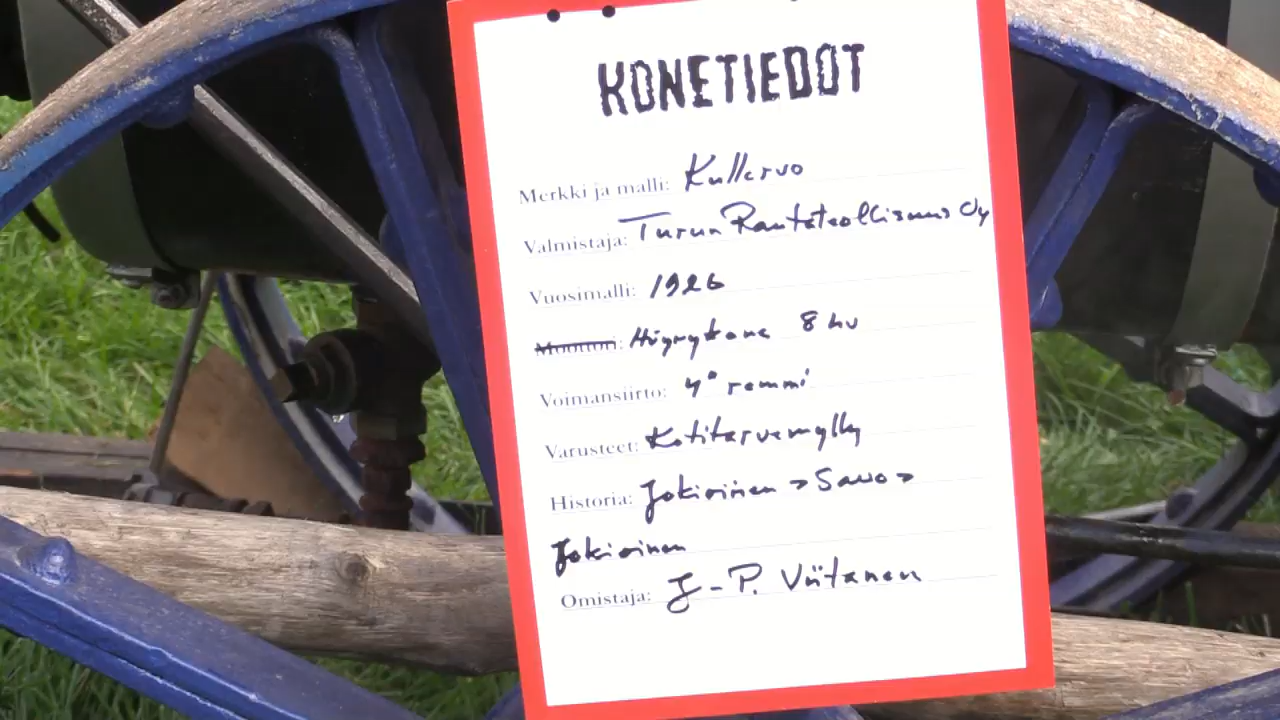 KONETIEDOT
Merkki ja malli: Kullervo
Valmistaja: Turun Rautateollisuus Oy
Vuosimalli: 1926
Moottori: Höyrykone 8 hv
Voimansiirto: 4" remmi
Varusteet: Kotitarvemylly
Historia: Jokioinen > Savo >
Jokioinen
Omistaja: J-P. Viitanen